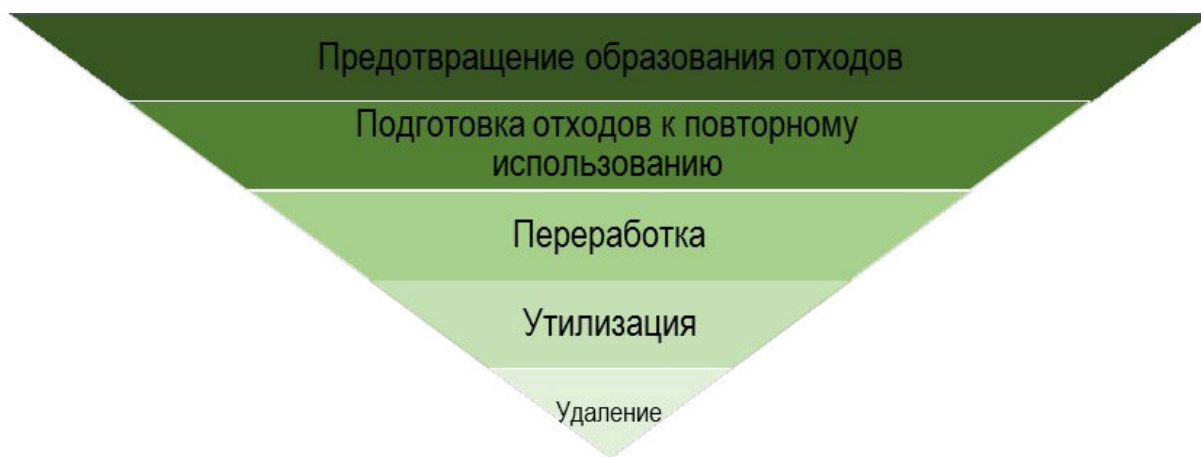 Предотвращение образования отходов
Подготовка отходов к повторному
использованию
Переработка
Утилизация
Удаление